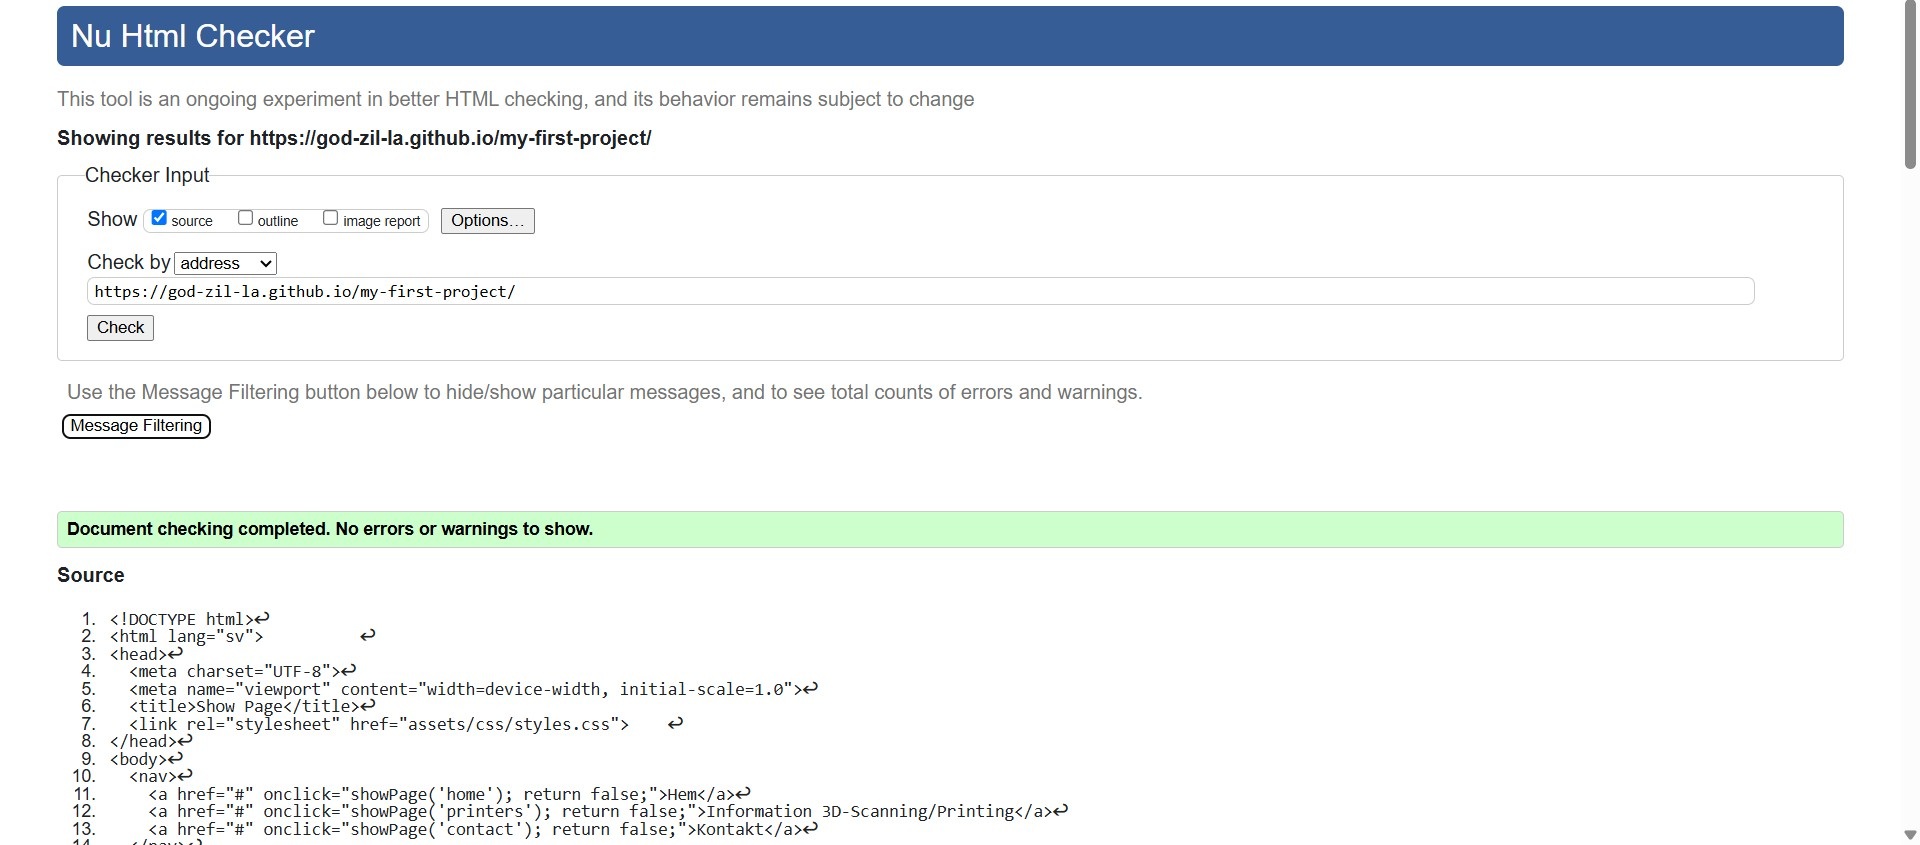 Nu Html Checker
This tool is an ongoing experiment in better HTML checking, and its behavior remains subject to change
Showing results for https://god-zil-la.github.io/my-first-project/
Checker Input
Show source outline image report Options...
Check by address
https://god-zil-la.github.io/my-first-project/
Check
Use the Message Filtering button below to hide/show particular messages, and to see total counts of errors and warnings.
Message Filtering
Document checking completed. No errors or warnings to show.
Source
1. <!DOCTYPE html>↩
2. <html lang="sv">          ↩
3. <head>↩
4.   <meta charset="UTF-8">↩
5.   <meta name="viewport" content="width=device-width, initial-scale=1.0">↩
6.   <title>Show Page</title>↩
7.   <link rel="stylesheet" href="assets/css/styles.css">    ↩
8. </head>↩
9. <body>↩
10.   <nav>↩
11.     <a href="#" onclick="showPage('home'); return false;">Hem</a>↩
12.     <a href="#" onclick="showPage('printers'); return false;">Information 3D-Scanning/Printing</a>↩
13.     <a href="#" onclick="showPage('contact'); return false;">Kontakt</a>↩